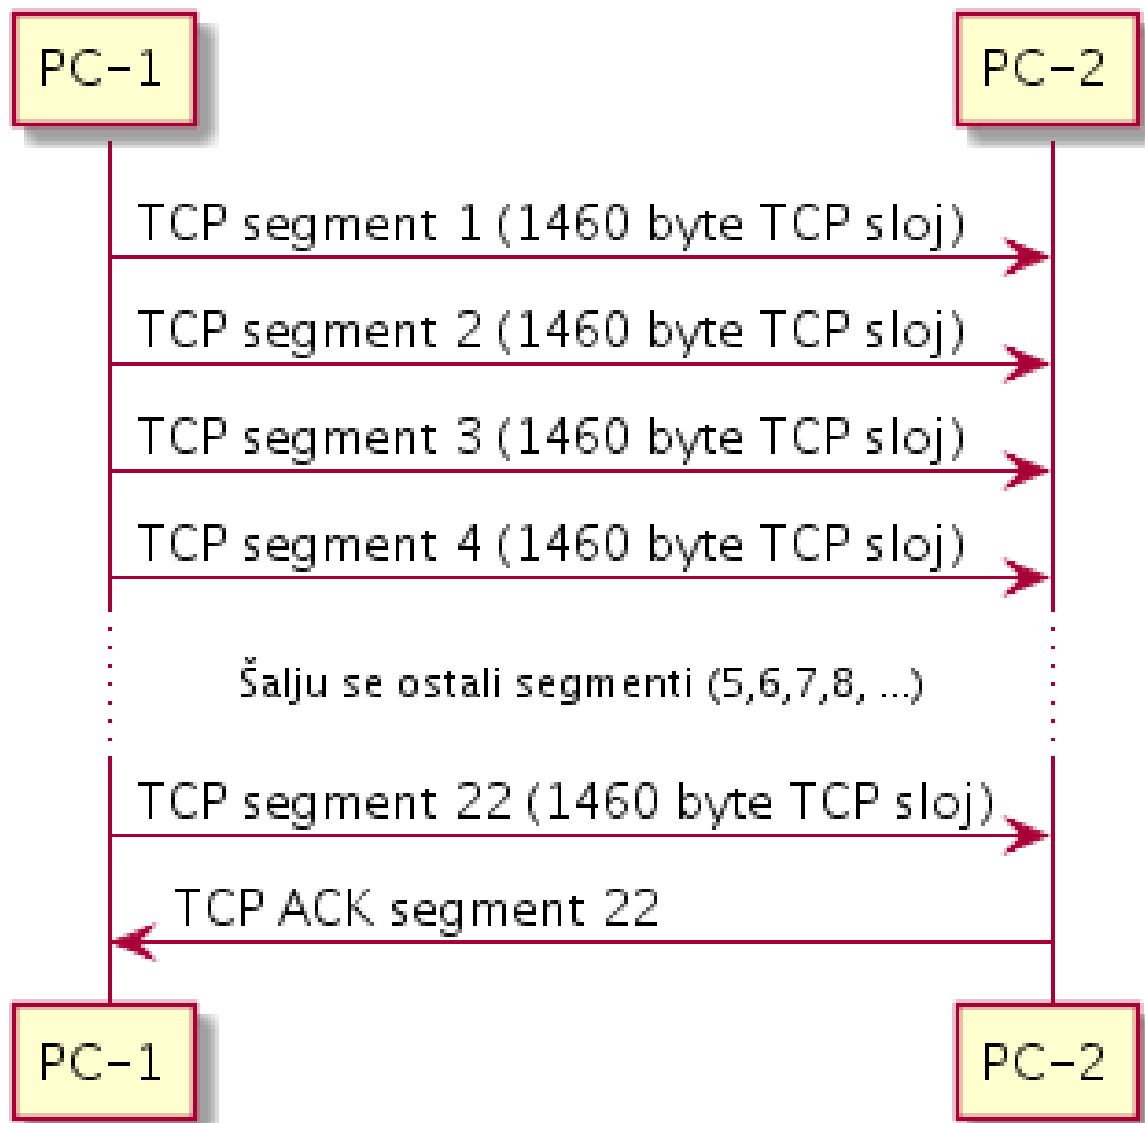 PC-1 PC-2
TCP segment 1 (1460 byte TCP sloj)
TCP segment 2 (1460 byte TCP sloj)
TCP segment 3 (1460 byte TCP sloj)
TCP segment 4 (1460 byte TCP sloj)
Šalju se ostali segmenti (5,6,7,8, ...)
TCP segment 22 (1460 byte TCP sloj)
TCP ACK segment 22
PC-1 PC-2